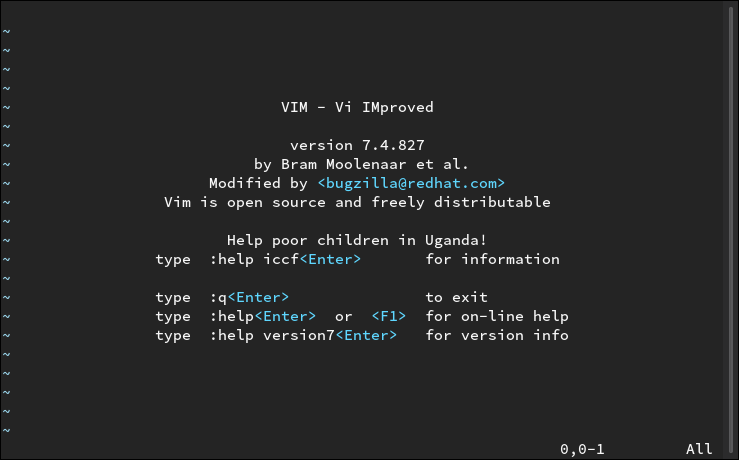 ~
~
~
~
~ VIM - Vi IMproved
~
~ version 7.4.827
~ by Bram Moolenaar et al.
~ Modified by <bugzilla@redhat.com>
~ Vim is open source and freely distributable
~
~ Help poor children in Uganda!
~ type :help iccf<Enter> for information
~
~ type :q<Enter> to exit
~ type :help<Enter> or <F1> for on-line help
~ type :help version7<Enter> for version info
~
~
~
~
~
0,0-1 All